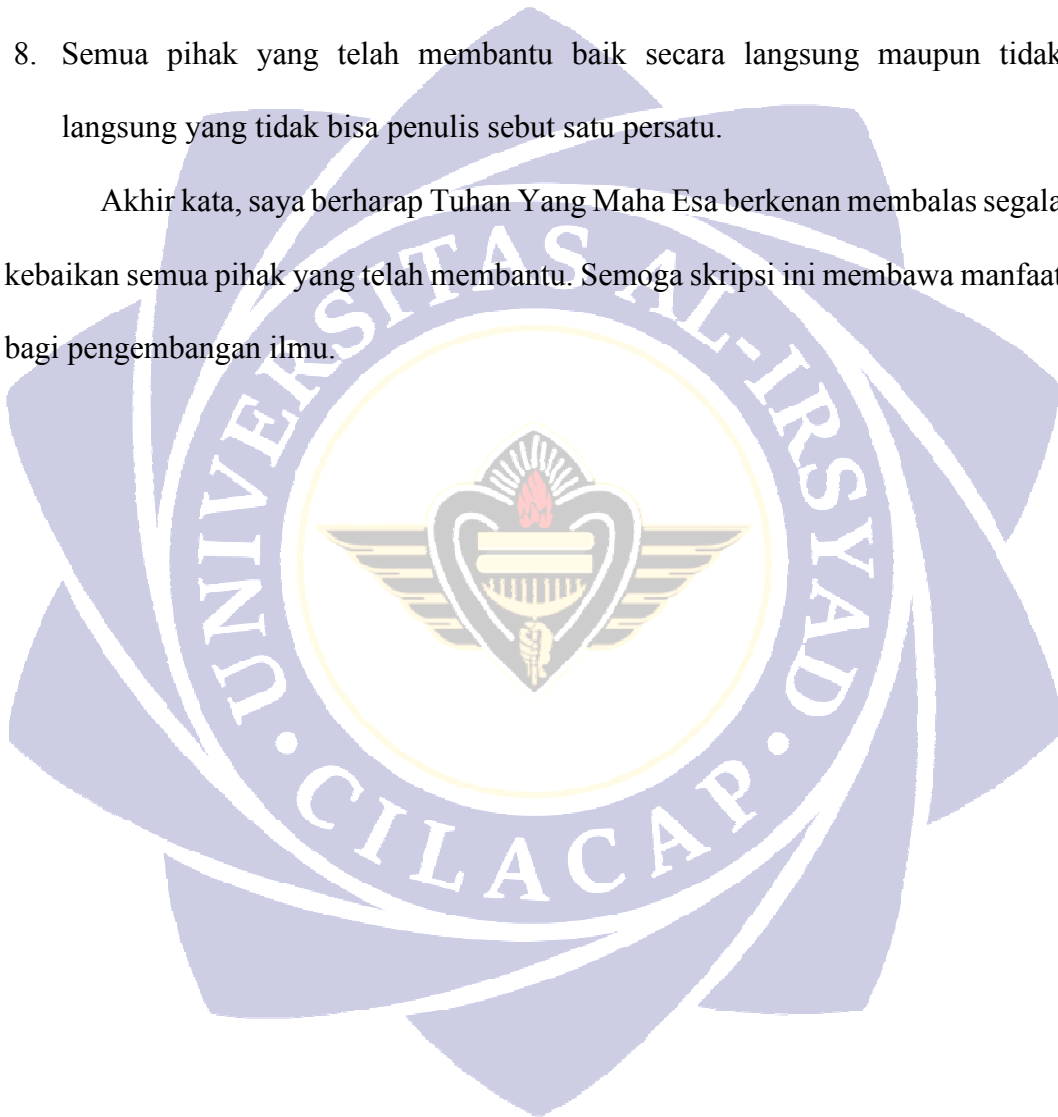 8. Semua pihak yang telah membantu baik secara langsung maupun tidak
langsung yang tidak bisa penulis sebut satu persatu.
Akhir kata, saya berharap Tuhan Yang Maha Esa berkenan membalas segala
kebaikan semua pihak yang telah membantu. Semoga skripsi ini membawa manfaat
bagi pengembangan ilmu.
UNIVERSITAS AL-IRSYAD
• CILACAP •